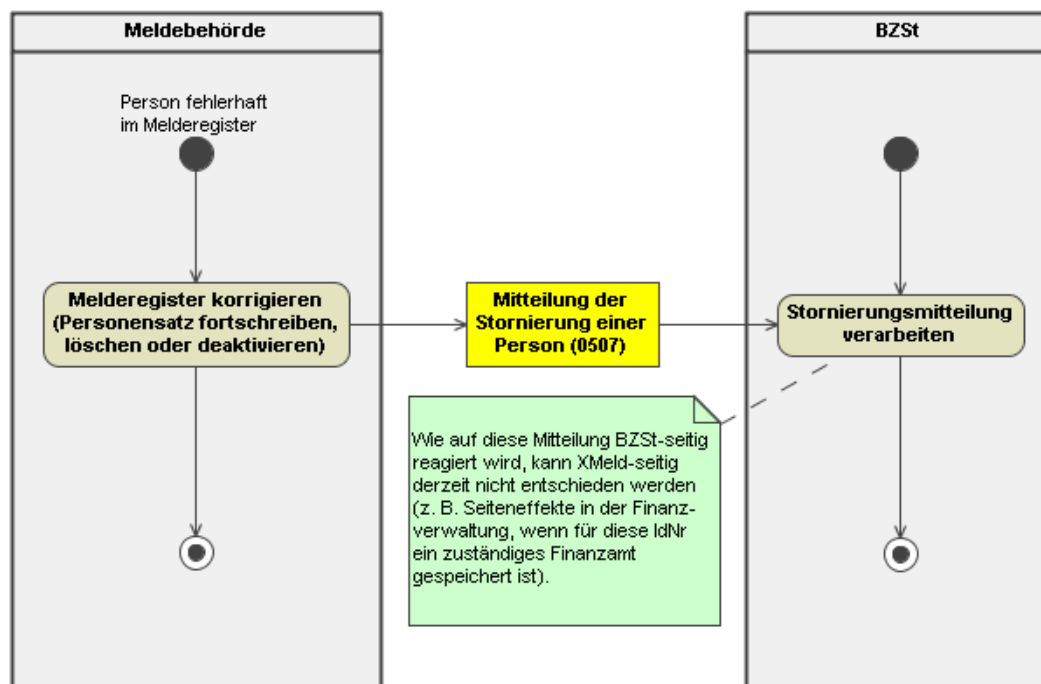 Meldebehörde
BZSt
Person fehlerhaft
im Melderegister
Melderegister korrigieren
(Personensatz fortschreiben,
löschen oder deaktivieren)
Mitteilung der
Stornierung einer
Person (0507)
Stornierungsmitteilung
verarbeiten
Wie auf diese Mitteilung BZSt-seitig
reagiert wird, kann XMeld-seitig
derzeit nicht entschieden werden
(z. B. Seiteneffekte in der Finanz-
verwaltung, wenn für diese IdNr
ein zuständiges Finanzamt
gespeichert ist).